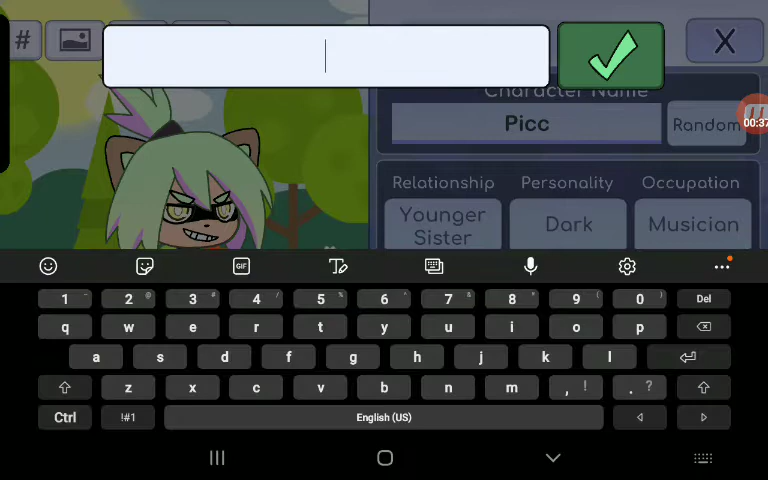 #
X
Character Name
Picc
Random
00:37
Relationship Personality Occupation
Younger Sister Dark Musician
GIF
1 2 @ 3 # 4 / 5 % 6 ^ 7 & 8 * 9 ( 0 ) Del
q w e r t y u i o p
a s d f g h j k l
z x c v b n m , ! . ?
Ctrl !#1 English (US)